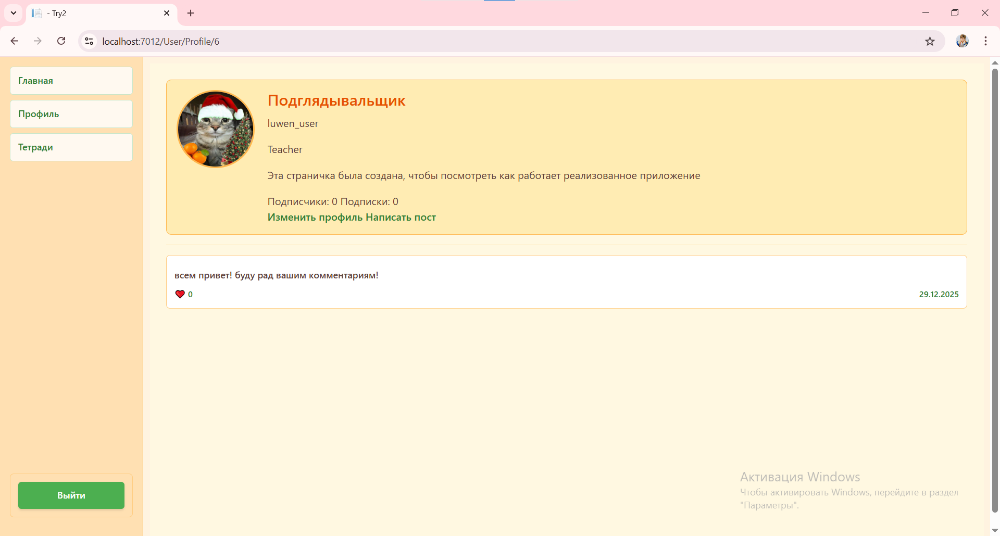 - Try2
localhost:7012/User/Profile/6
Главная
Профиль
Тетради
Выйти
Подглядывальщик
luwen_user
Teacher
Эта страничка была создана, чтобы посмотреть как работает реализованное приложение
Подписчики: 0 Подписки: 0
Изменить профиль Написать пост
всем привет! буду рад вашим комментариям!
0
29.12.2025
Активация Windows
Чтобы активировать Windows, перейдите в раздел
"Параметры".